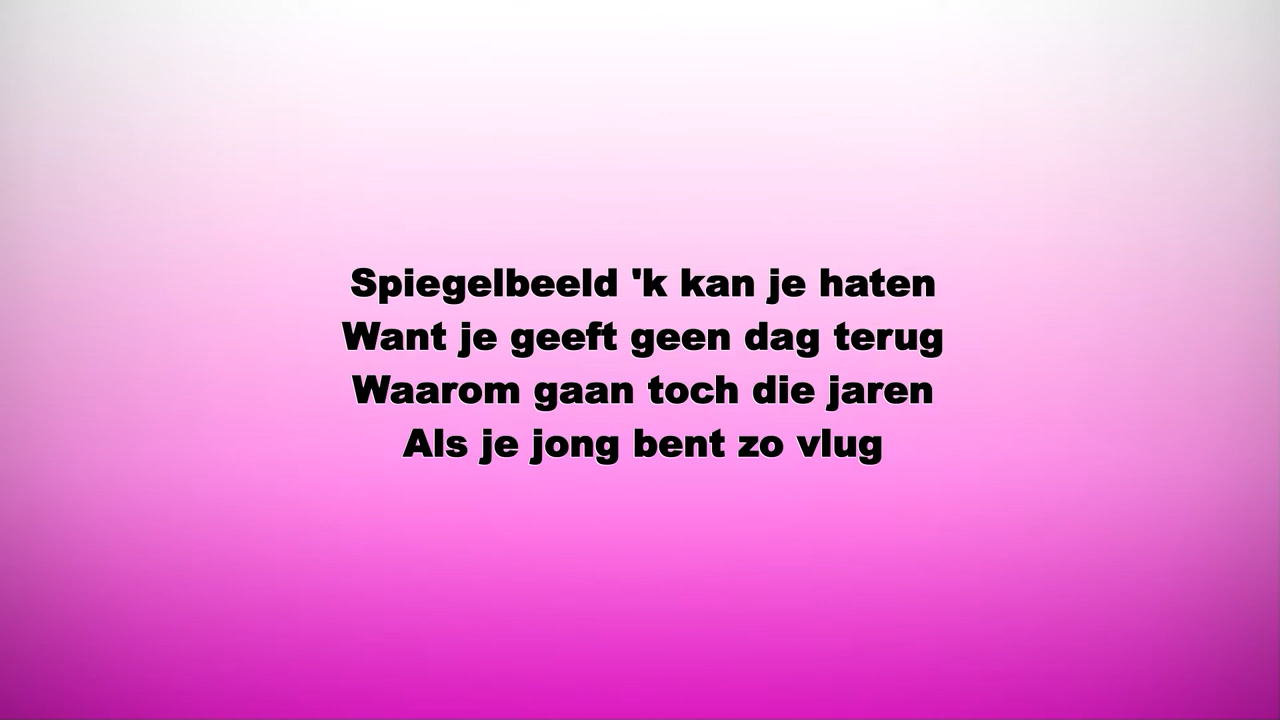 Spiegelbeeld 'k kan je haten
Want je geeft geen dag terug
Waarom gaan toch die jaren
Als je jong bent zo vlug